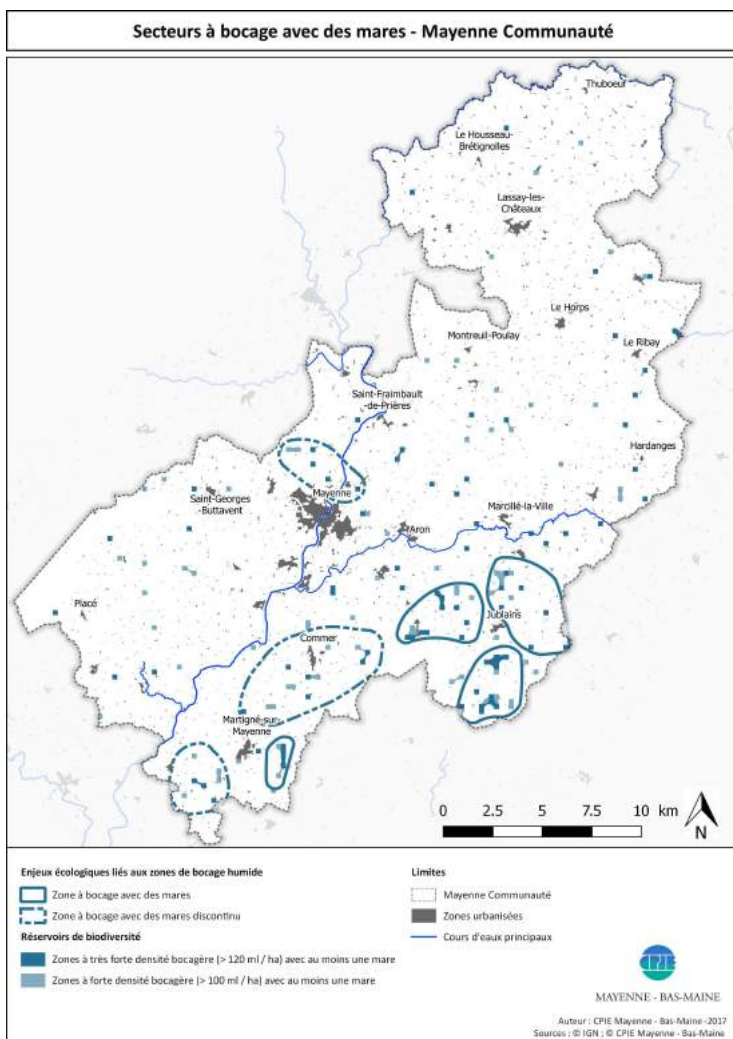 Secteurs à bocage avec des mares - Mayenne Communauté
Thuboeuf
Le Housseau-
Brétignolles
Lassay-les-
Châteaux
Le Horps
Montreuil-Poulay
Le Ribay
Saint-Fraimbault
-de-Prières
Hardanges
Mayenne
Saint-Georges
-Buttavent
Marcillé-la-Ville
Aron
Placé
Jublains
Commer
Martigné-sur-
Mayenne
0 2.5 5 7.5 10 km
N
Enjeux écologiques liés aux zones de bocage humide
Zone à bocage avec des mares
Zone à bocage avec des mares discontinu
Réservoirs de biodiversité
Zones à très forte densité bocagère (> 120 ml / ha) avec au moins une mare
Zones à forte densité bocagère (> 100 ml / ha) avec au moins une mare
Limites
Mayenne Communauté
Zones urbanisées
Cours d'eaux principaux
CPIE
MAYENNE - BAS-MAINE
Auteur : CPIE Mayenne - Bas-Maine -2017
Sources : © IGN ; © CPIE Mayenne - Bas-Maine